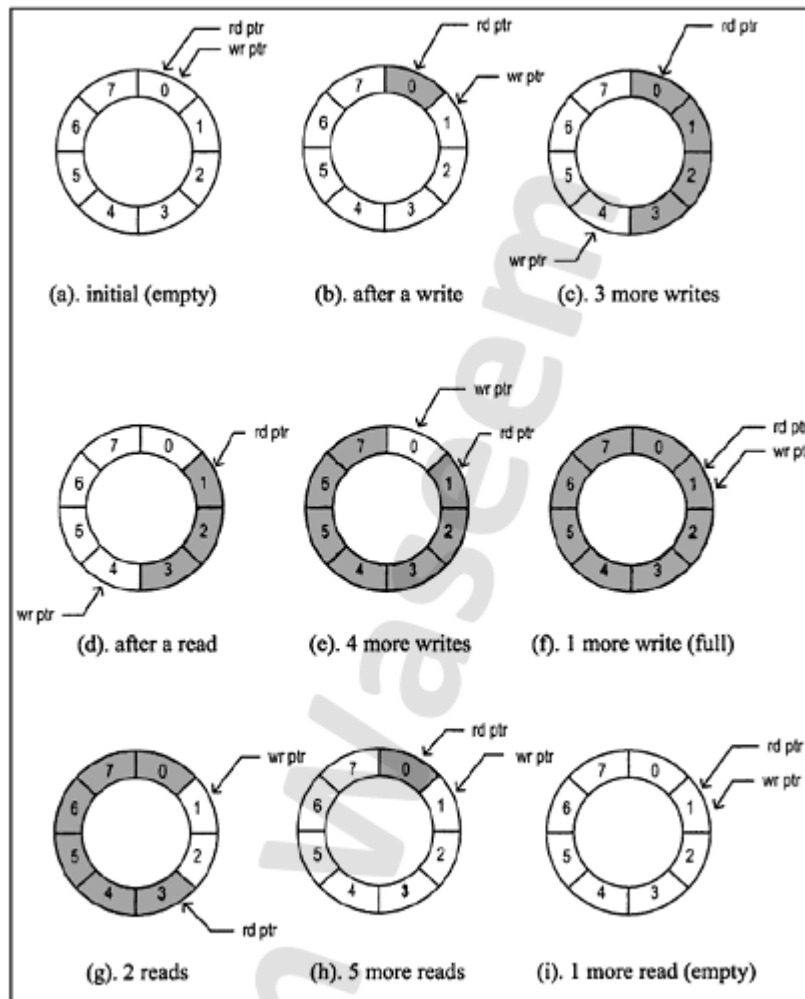 rd ptr
wr ptr
7 0
6 1
5 2
4 3
(a). initial (empty)
rd ptr
wr ptr
7 0
6 1
5 2
4 3
(b). after a write
rd ptr
7 0
6 1
5 2
4 3
wr ptr
(c). 3 more writes
rd ptr
7 0
6 1
5 2
4 3
wr ptr
(d). after a read
wr ptr
rd ptr
7 0
6 1
5 2
4 3
(e). 4 more writes
rd pt
wr pt
7 0
6 1
5 2
4 3
(f). 1 more write (full)
wr ptr
7 0
6 1
5 2
4 3
rd ptr
(g). 2 reads
rd ptr
wr ptr
7 0
6 1
5 2
4 3
(h). 5 more reads
rd ptr
wr ptr
7 0
6 1
5 2
4 3
(i). 1 more read (empty)
Waseem